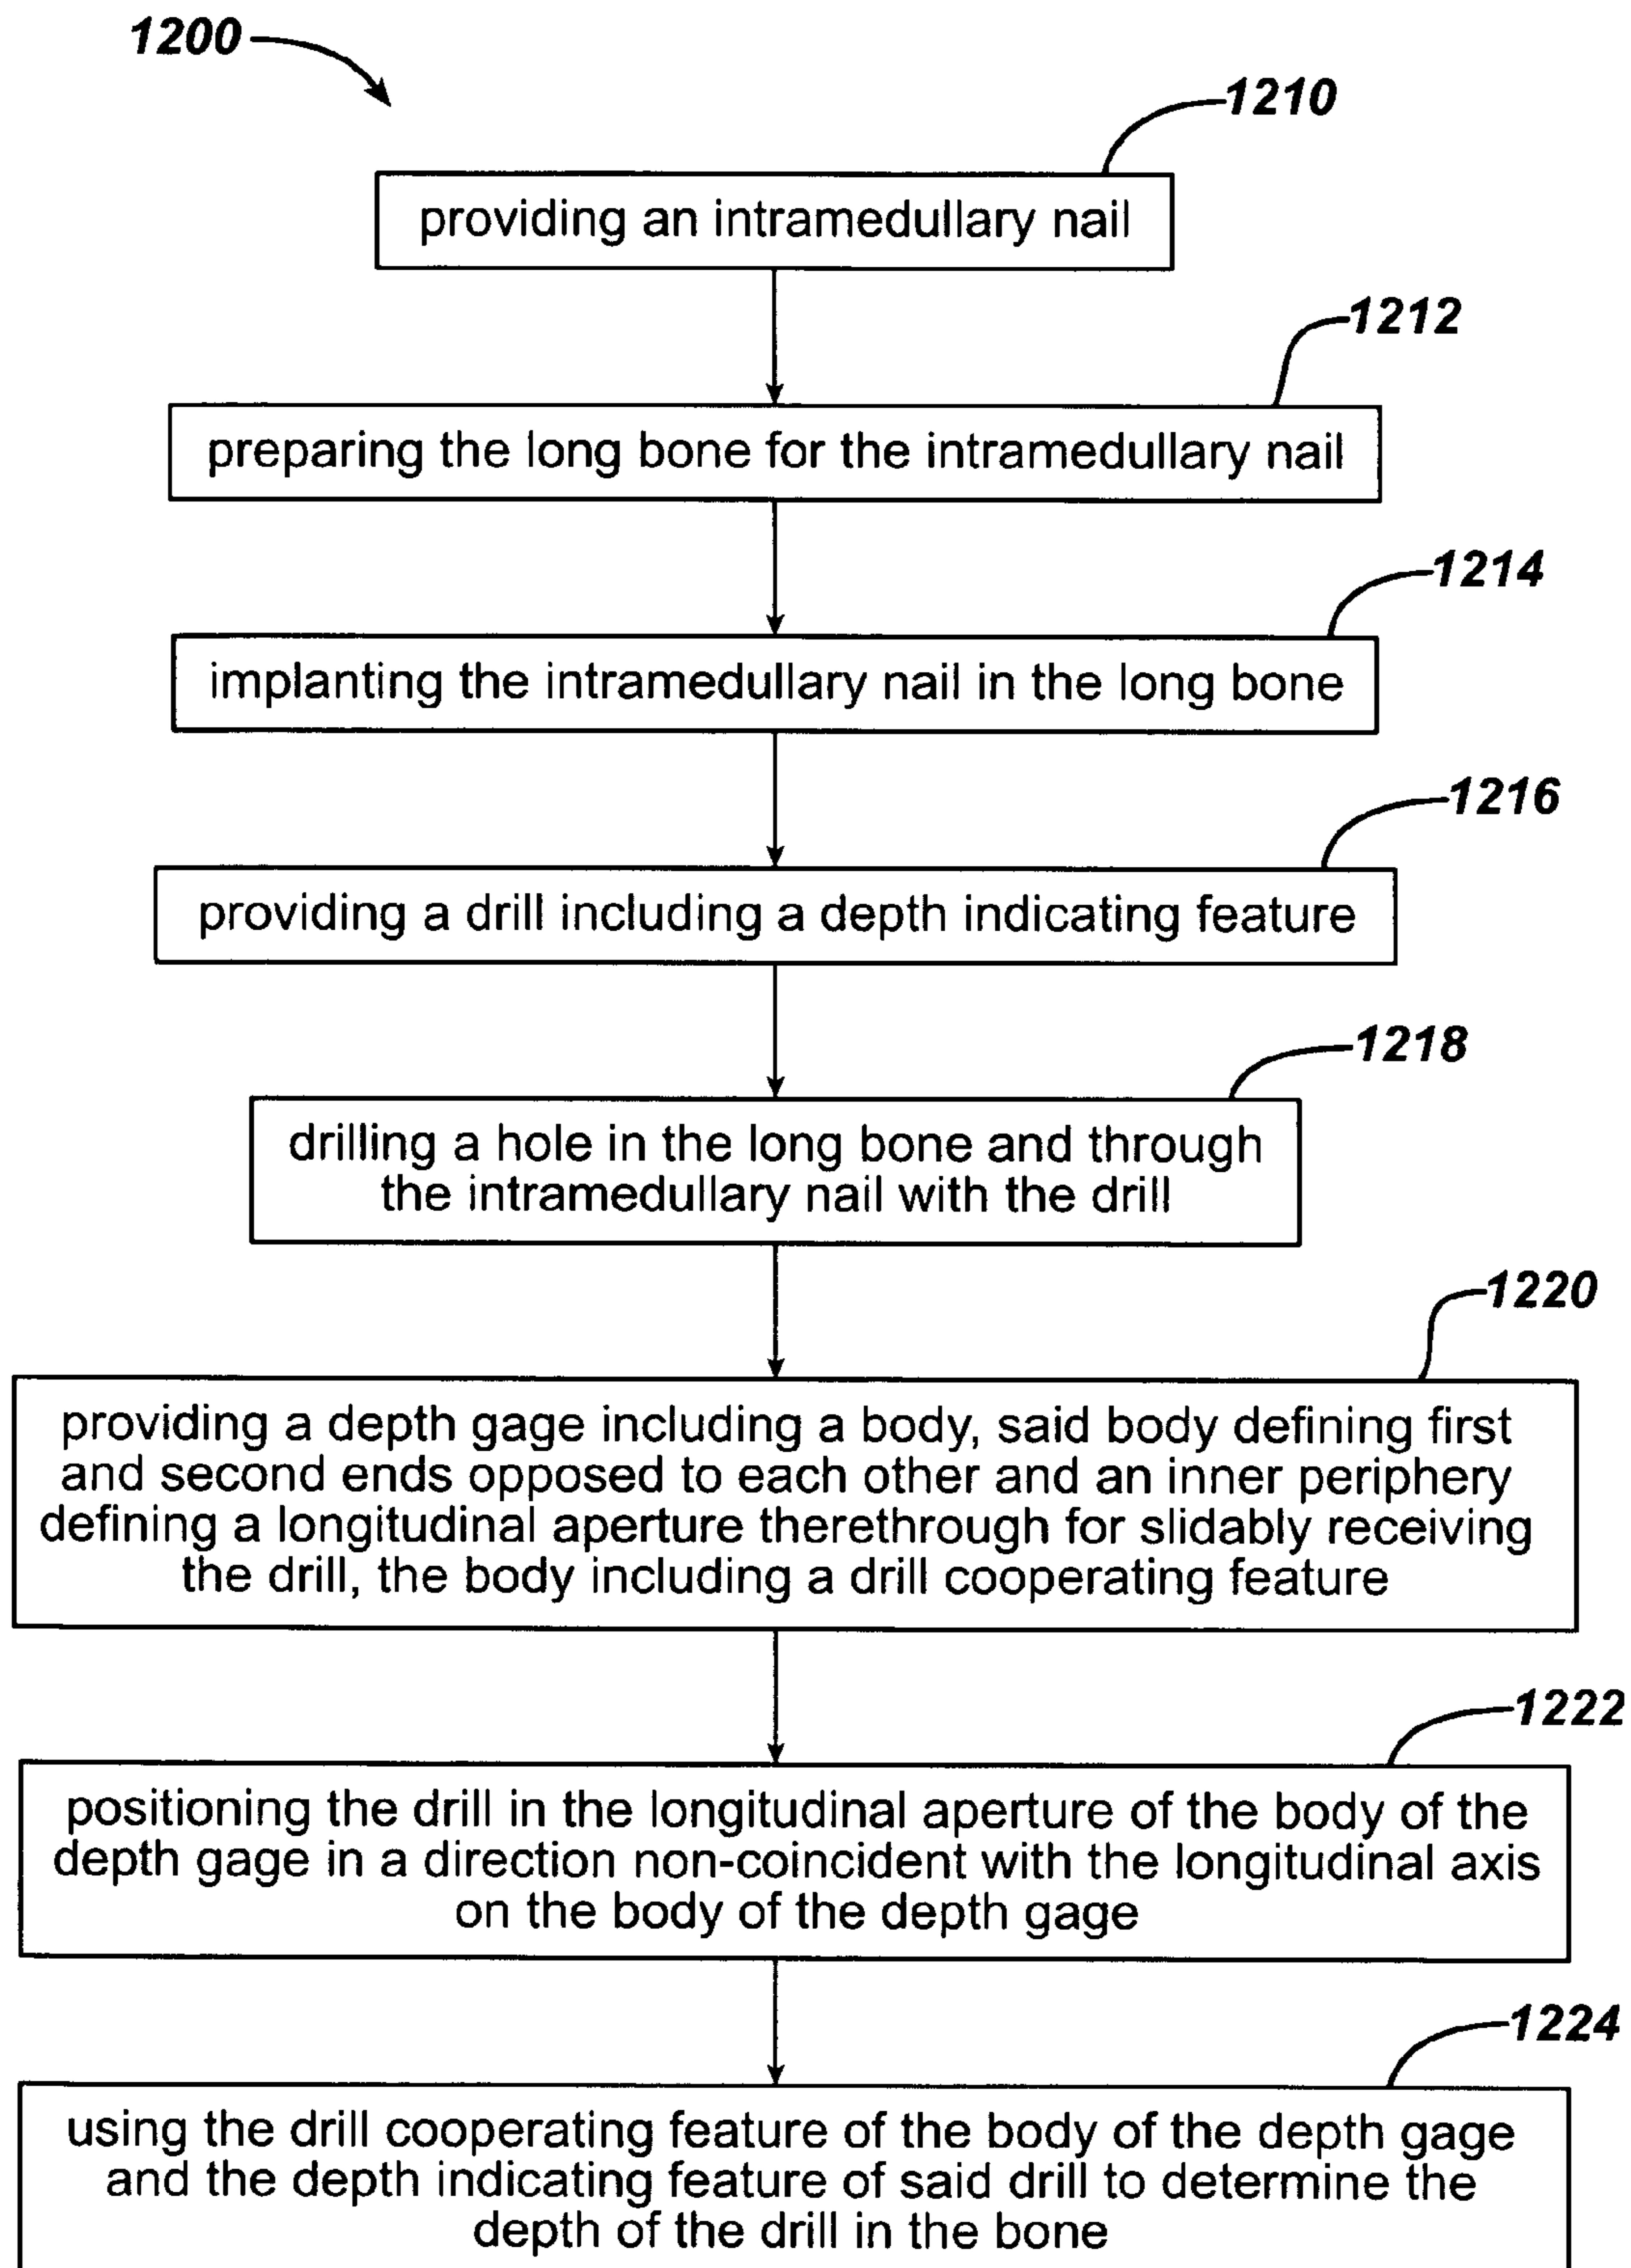 1200
1210
providing an intramedullary nail
1212
preparing the long bone for the intramedullary nail
1214
implanting the intramedullary nail in the long bone
1216
providing a drill including a depth indicating feature
1218
drilling a hole in the long bone and through
the intramedullary nail with the drill
1220
providing a depth gage including a body, said body defining first
and second ends opposed to each other and an inner periphery
defining a longitudinal aperture therethrough for slidably receiving
the drill, the body including a drill cooperating feature
1222
positioning the drill in the longitudinal aperture of the body of the
depth gage in a direction non-coincident with the longitudinal axis
on the body of the depth gage
1224
using the drill cooperating feature of the body of the depth gage
and the depth indicating feature of said drill to determine the
depth of the drill in the bone